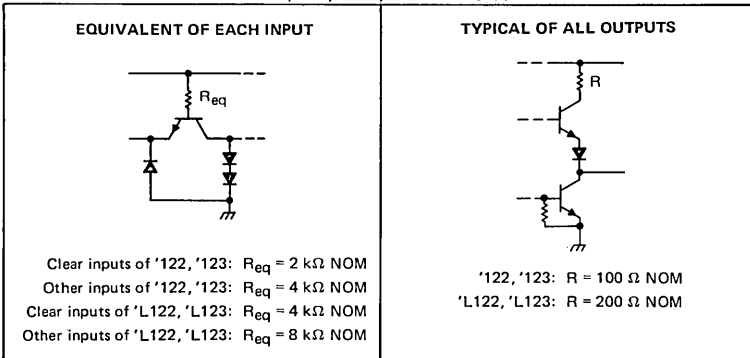 EQUIVALENT OF EACH INPUT
Req
Clear inputs of '122, '123: Req = 2 kΩ NOM
Other inputs of '122, '123: Req = 4 kΩ NOM
Clear inputs of 'L122, 'L123: Req = 4 kΩ NOM
Other inputs of 'L122, 'L123: Req = 8 kΩ NOM
TYPICAL OF ALL OUTPUTS
R
'122, '123: R = 100 Ω NOM
'L122, 'L123: R = 200 Ω NOM